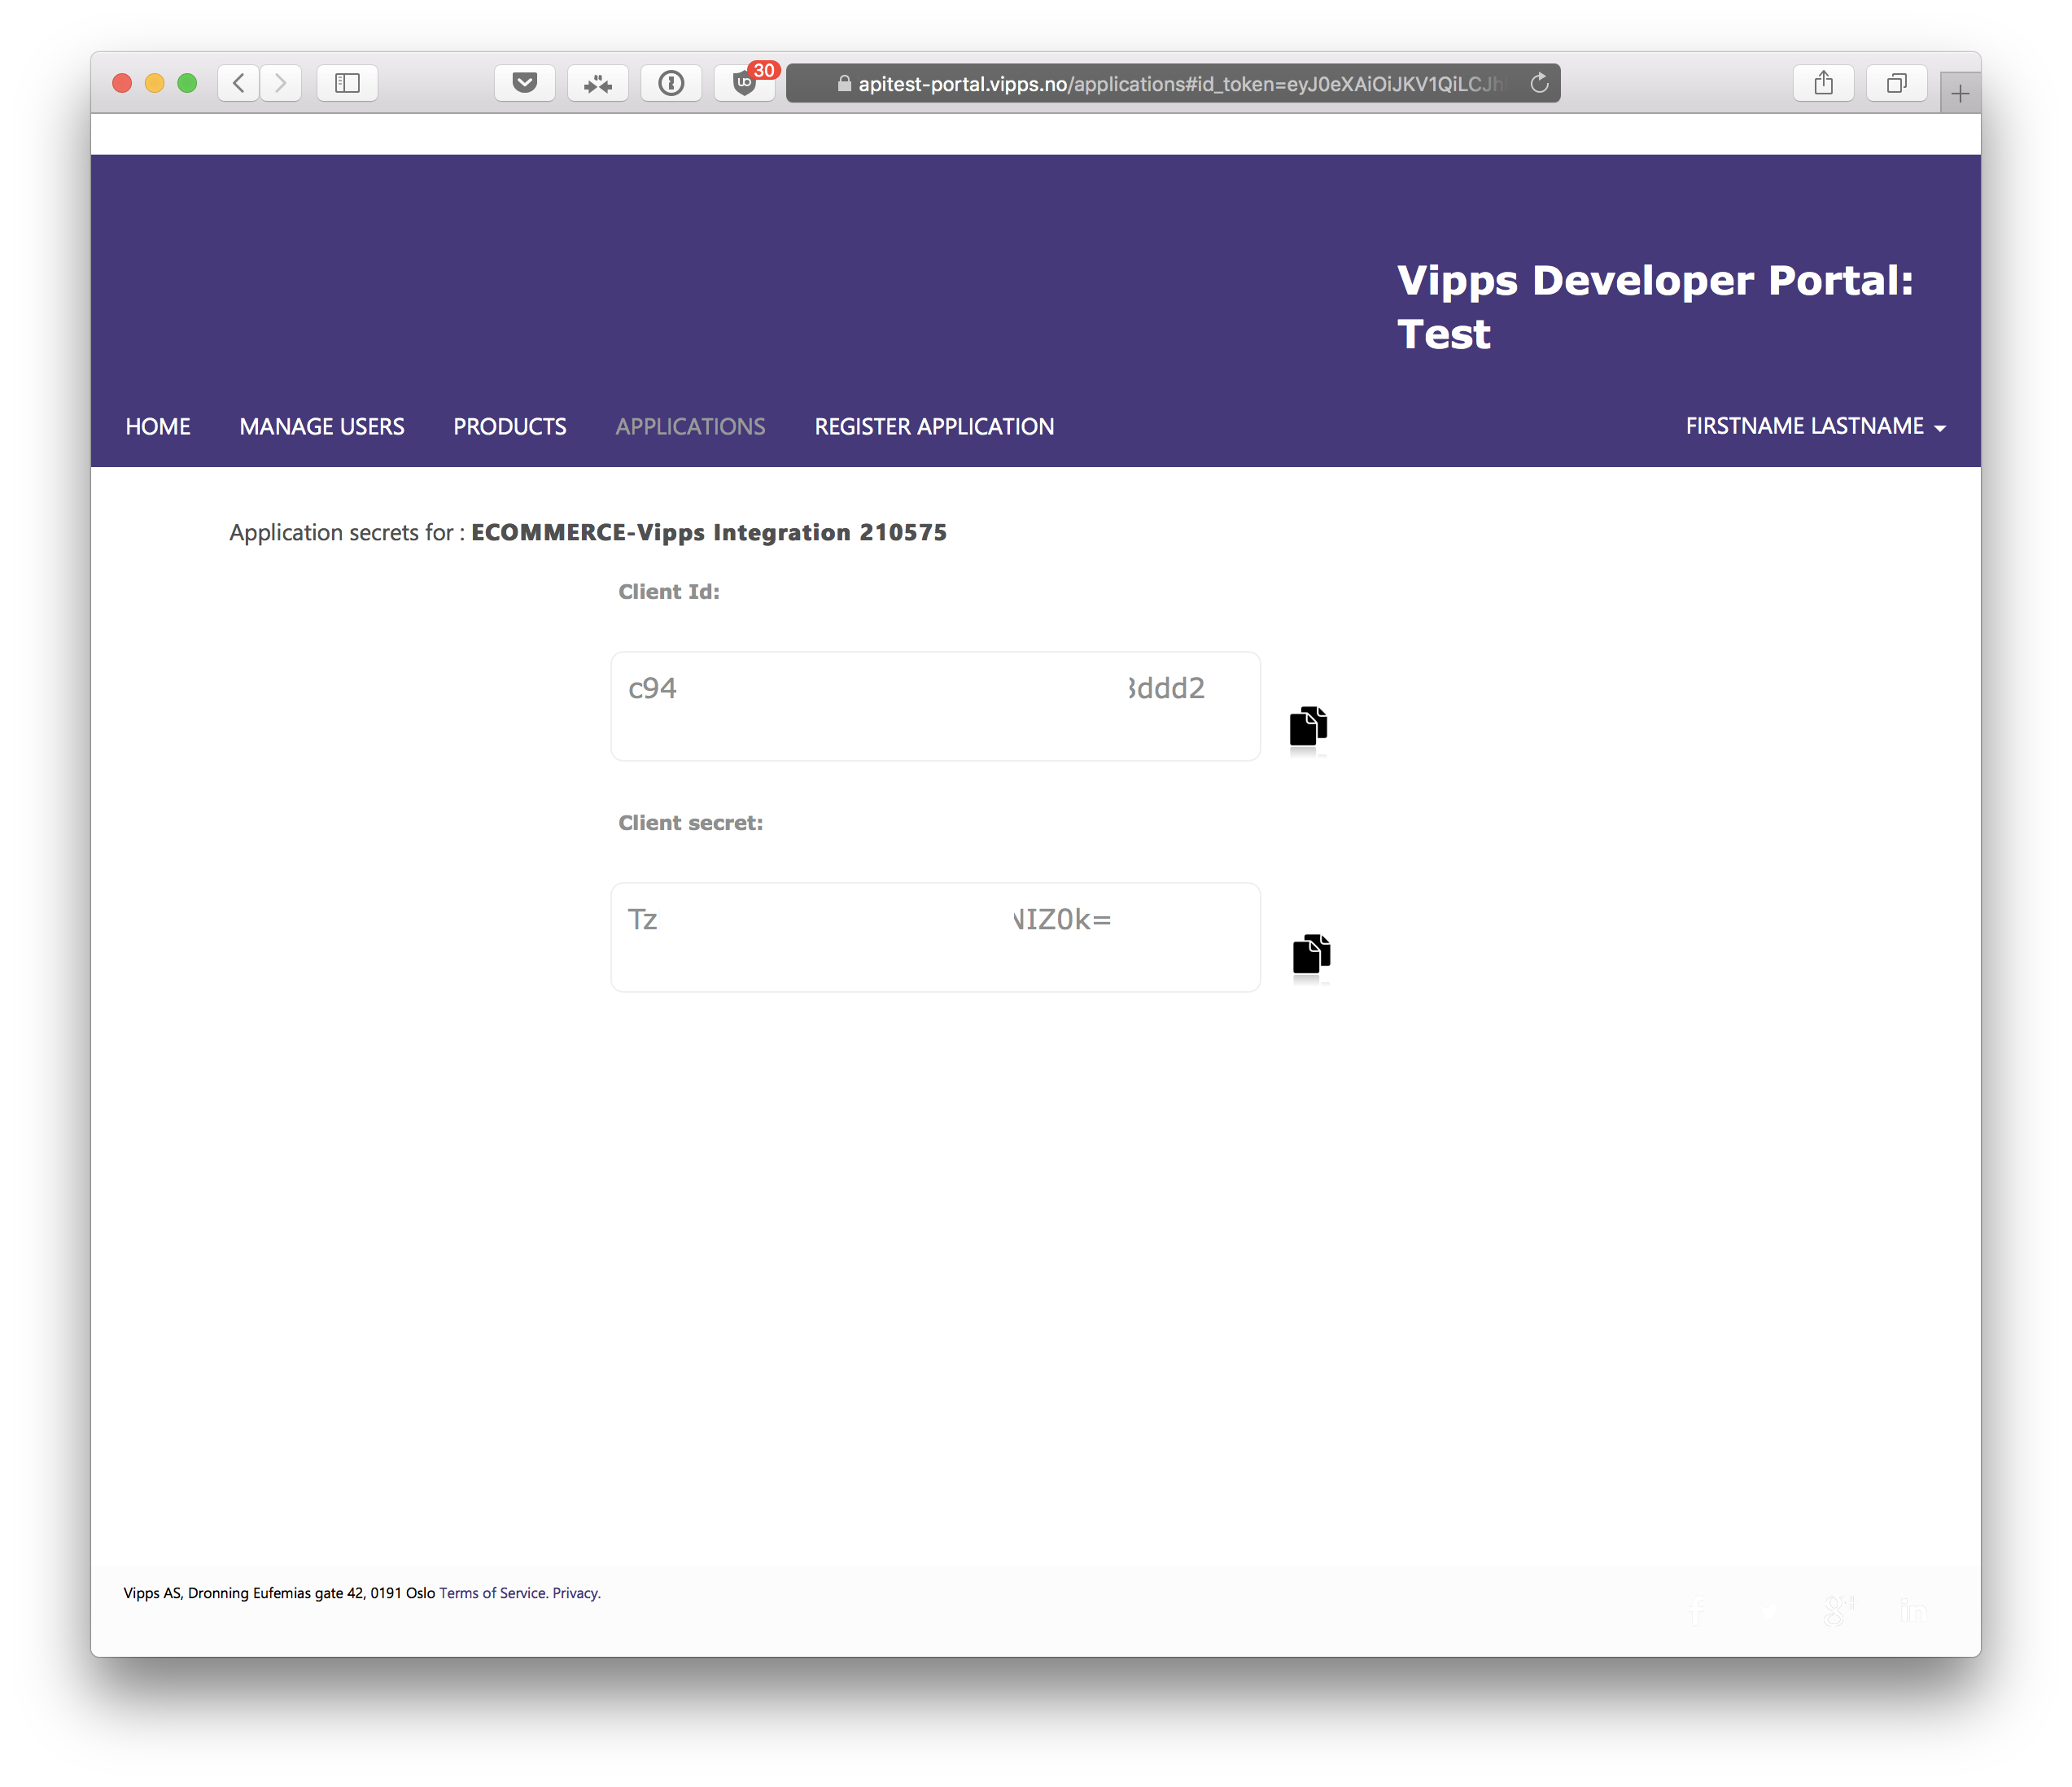 30
apitest-portal.vipps.no/applications#id_token=eyJ0eXAiOiJKV1QiLCJh
Vipps Developer Portal:
Test
HOME MANAGE USERS PRODUCTS APPLICATIONS REGISTER APPLICATION FIRSTNAME LASTNAME
Application secrets for : ECOMMERCE-Vipps Integration 210575
Client Id:
c94 3ddd2
Client secret:
Tz NIZ0k=
Vipps AS, Dronning Eufemias gate 42, 0191 Oslo Terms of Service. Privacy.